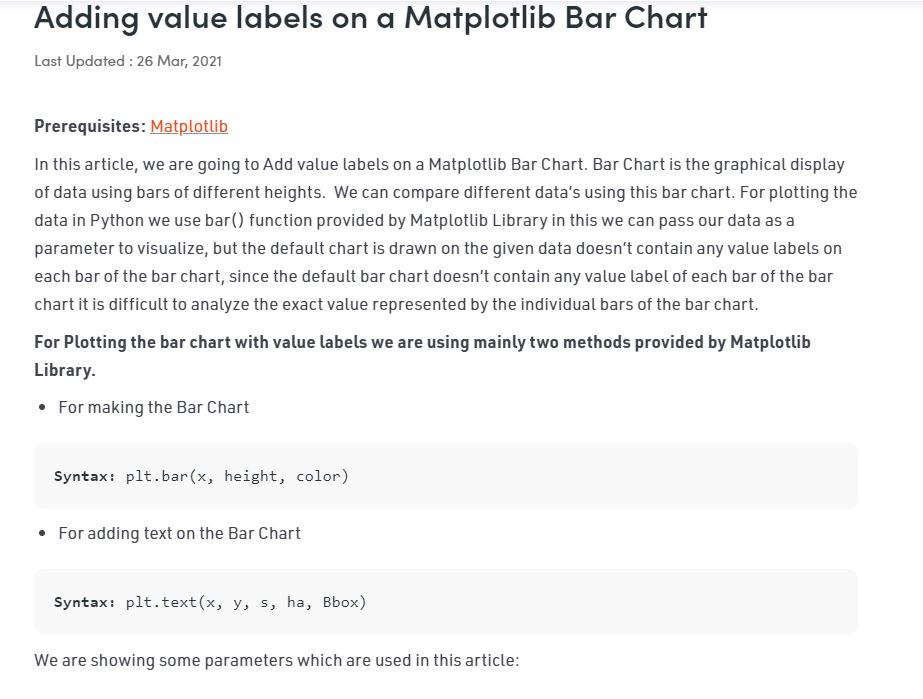 Adding value labels on a Matplotlib Bar Chart
Last Updated : 26 Mar, 2021
Prerequisites: Matplotlib
In this article, we are going to Add value labels on a Matplotlib Bar Chart. Bar Chart is the graphical display
of data using bars of different heights.  We can compare different data’s using this bar chart. For plotting the
data in Python we use bar() function provided by Matplotlib Library in this we can pass our data as a
parameter to visualize, but the default chart is drawn on the given data doesn’t contain any value labels on
each bar of the bar chart, since the default bar chart doesn’t contain any value label of each bar of the bar
chart it is difficult to analyze the exact value represented by the individual bars of the bar chart.
For Plotting the bar chart with value labels we are using mainly two methods provided by Matplotlib
Library.
• For making the Bar Chart
Syntax: plt.bar(x, height, color)
• For adding text on the Bar Chart
Syntax: plt.text(x, y, s, ha, Bbox)
We are showing some parameters which are used in this article: